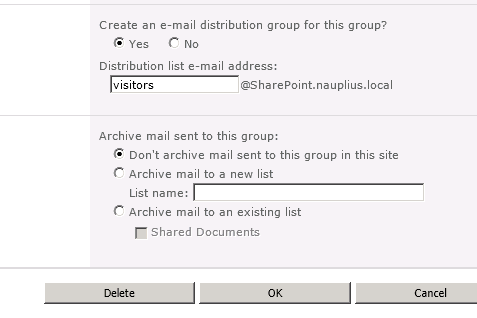 Create an e-mail distribution group for this group?
Yes No
Distribution list e-mail address:
visitors @SharePoint.nauplius.local
Archive mail sent to this group:
Don't archive mail sent to this group in this site
Archive mail to a new list
List name:
Archive mail to an existing list
Shared Documents
Delete OK Cancel